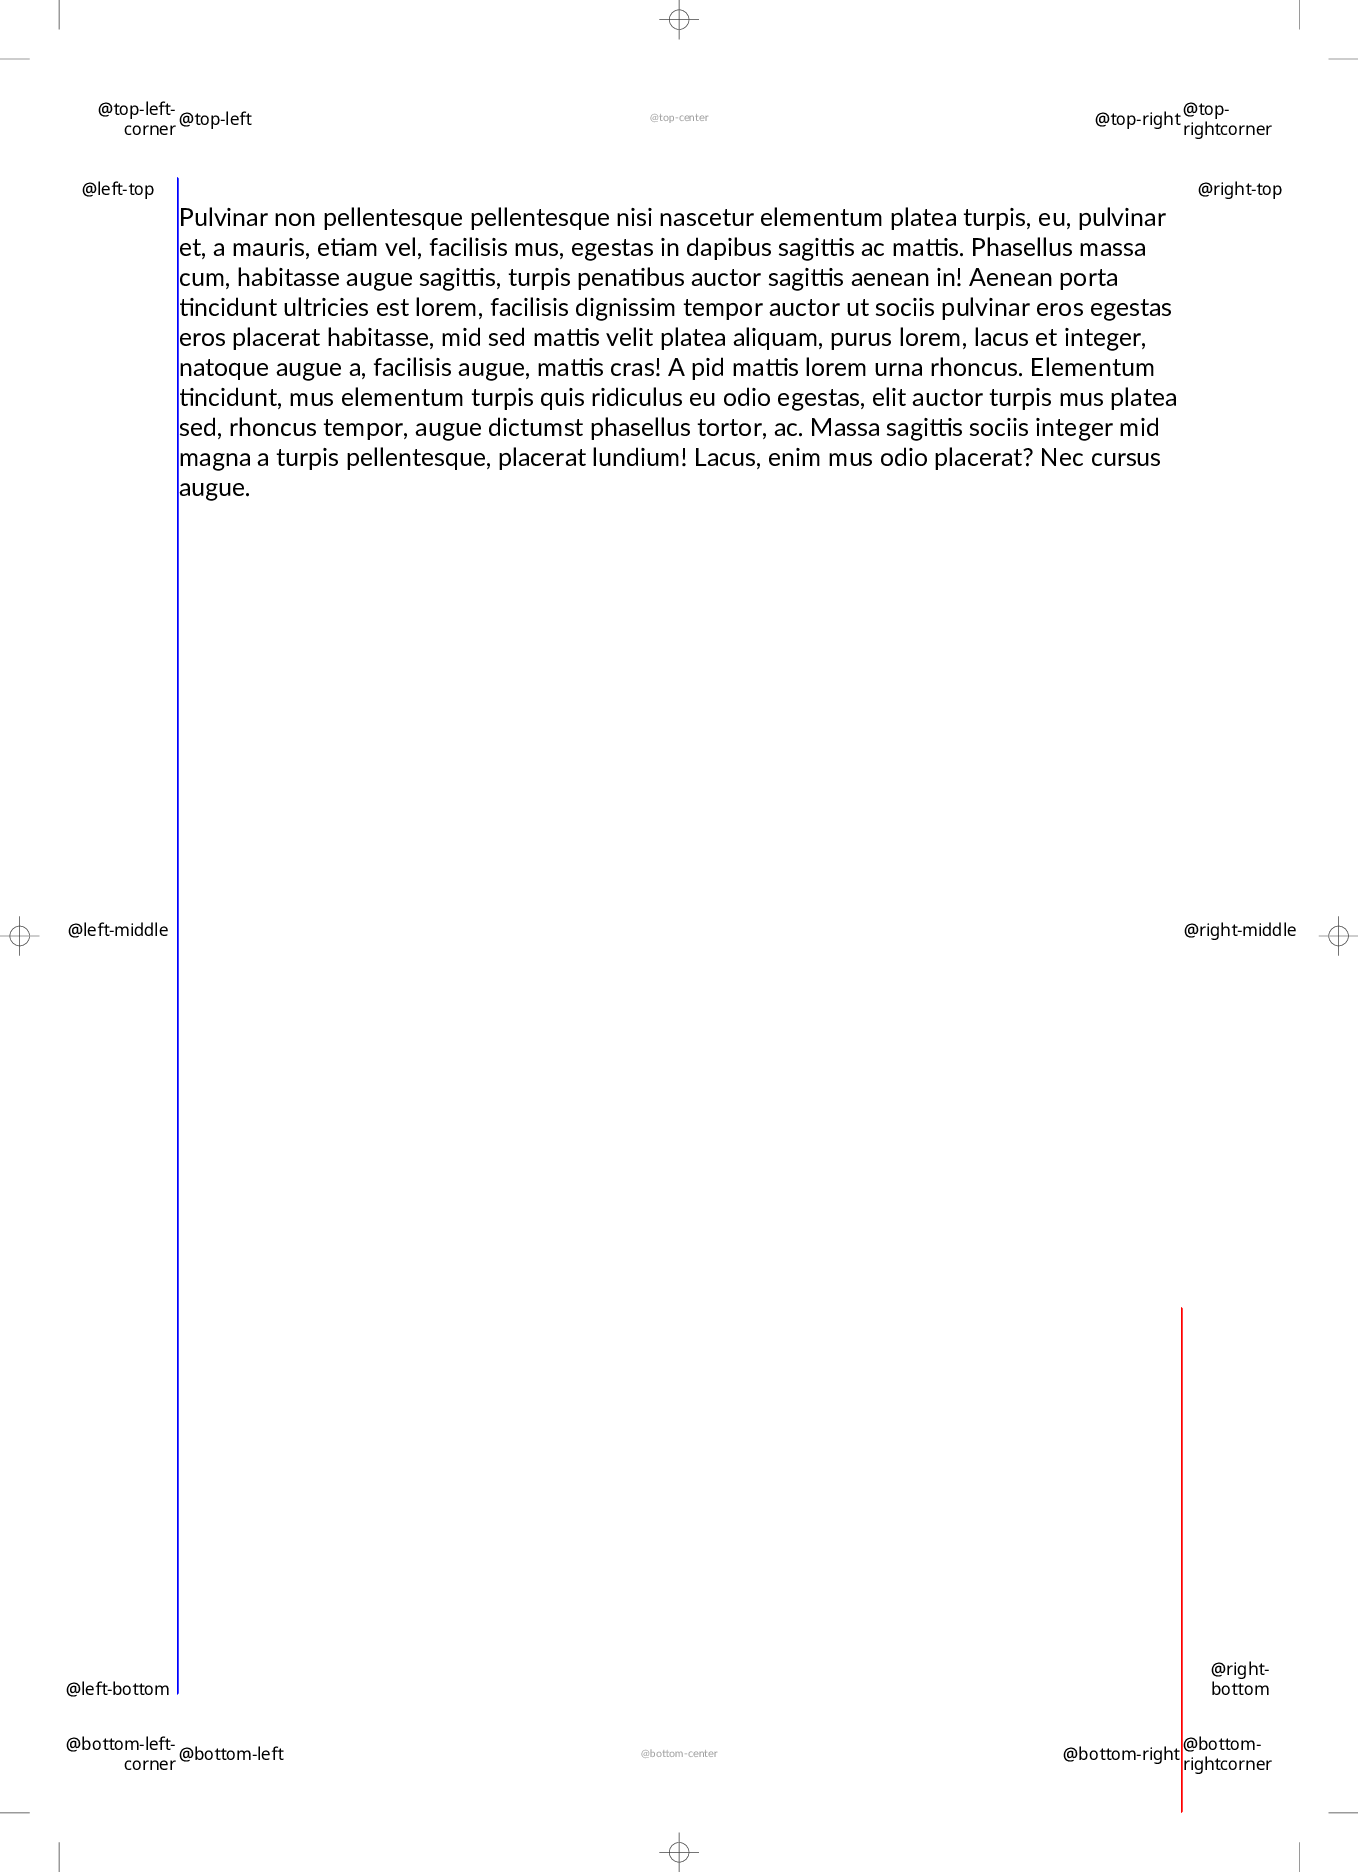 @top-left-
corner
@top-left
@top-center
@top-right
@top-
rightcorner
@left-top
@right-top
Pulvinar non pellentesque pellentesque nisi nascetur elementum platea turpis, eu, pulvinar
et, a mauris, etiam vel, facilisis mus, egestas in dapibus sagittis ac mattis. Phasellus massa
cum, habitasse augue sagittis, turpis penatibus auctor sagittis aenean in! Aenean porta
tincidunt ultricies est lorem, facilisis dignissim tempor auctor ut sociis pulvinar eros egestas
eros placerat habitasse, mid sed mattis velit platea aliquam, purus lorem, lacus et integer,
natoque augue a, facilisis augue, mattis cras! A pid mattis lorem urna rhoncus. Elementum
tincidunt, mus elementum turpis quis ridiculus eu odio egestas, elit auctor turpis mus platea
sed, rhoncus tempor, augue dictumst phasellus tortor, ac. Massa sagittis sociis integer mid
magna a turpis pellentesque, placerat lundium! Lacus, enim mus odio placerat? Nec cursus
augue.
@left-middle
@right-middle
@left-bottom
@right-
bottom
@bottom-left-
corner
@bottom-left
@bottom-center
@bottom-right
@bottom-
rightcorner